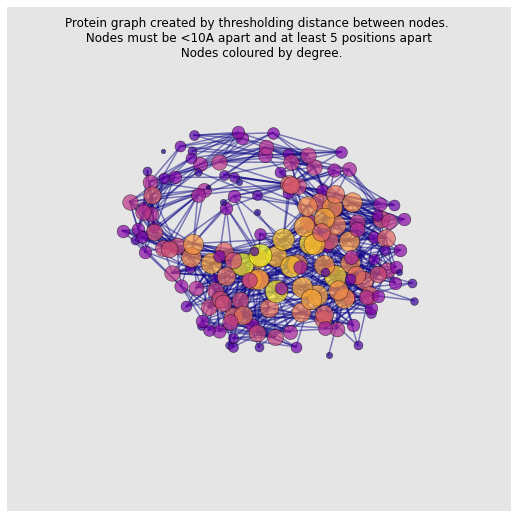 Protein graph created by thresholding distance between nodes.
Nodes must be <10A apart and at least 5 positions apart
Nodes coloured by degree.